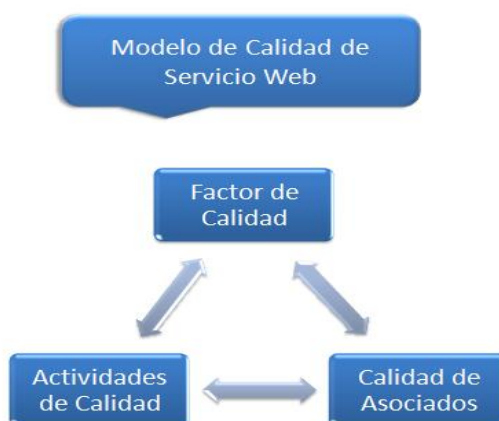 Modelo de Calidad de
Servicio Web
Factor de
Calidad
Actividades
de Calidad
Calidad de
Asociados